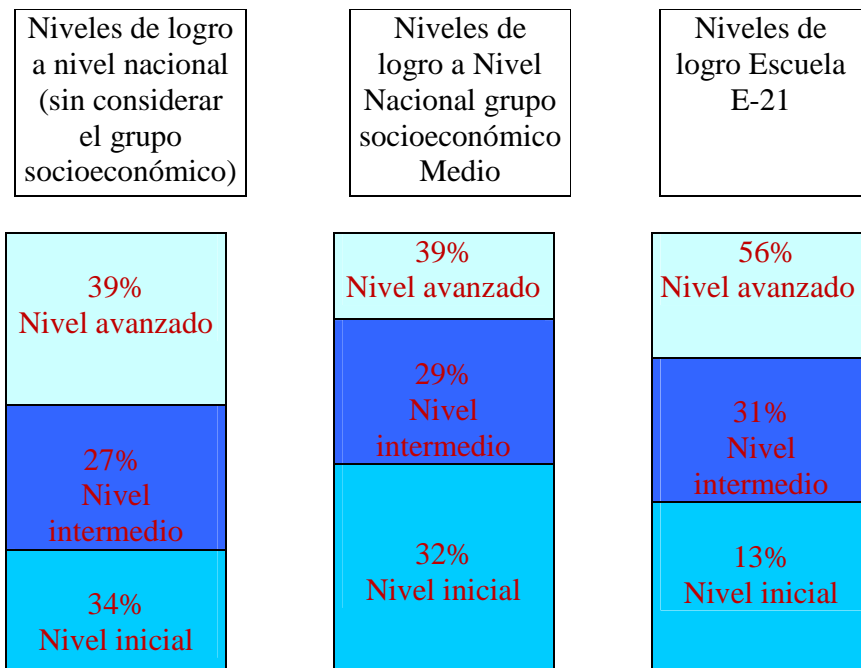 Niveles de logro
a nivel nacional
(sin considerar
el grupo
socioeconómico)
Niveles de
logro a Nivel
Nacional grupo
socioeconómico
Medio
Niveles de
logro Escuela
E-21
39%
Nivel avanzado
27%
Nivel
intermedio
34%
Nivel inicial
39%
Nivel avanzado
29%
Nivel
intermedio
32%
Nivel inicial
56%
Nivel avanzado
31%
Nivel
intermedio
13%
Nivel inicial